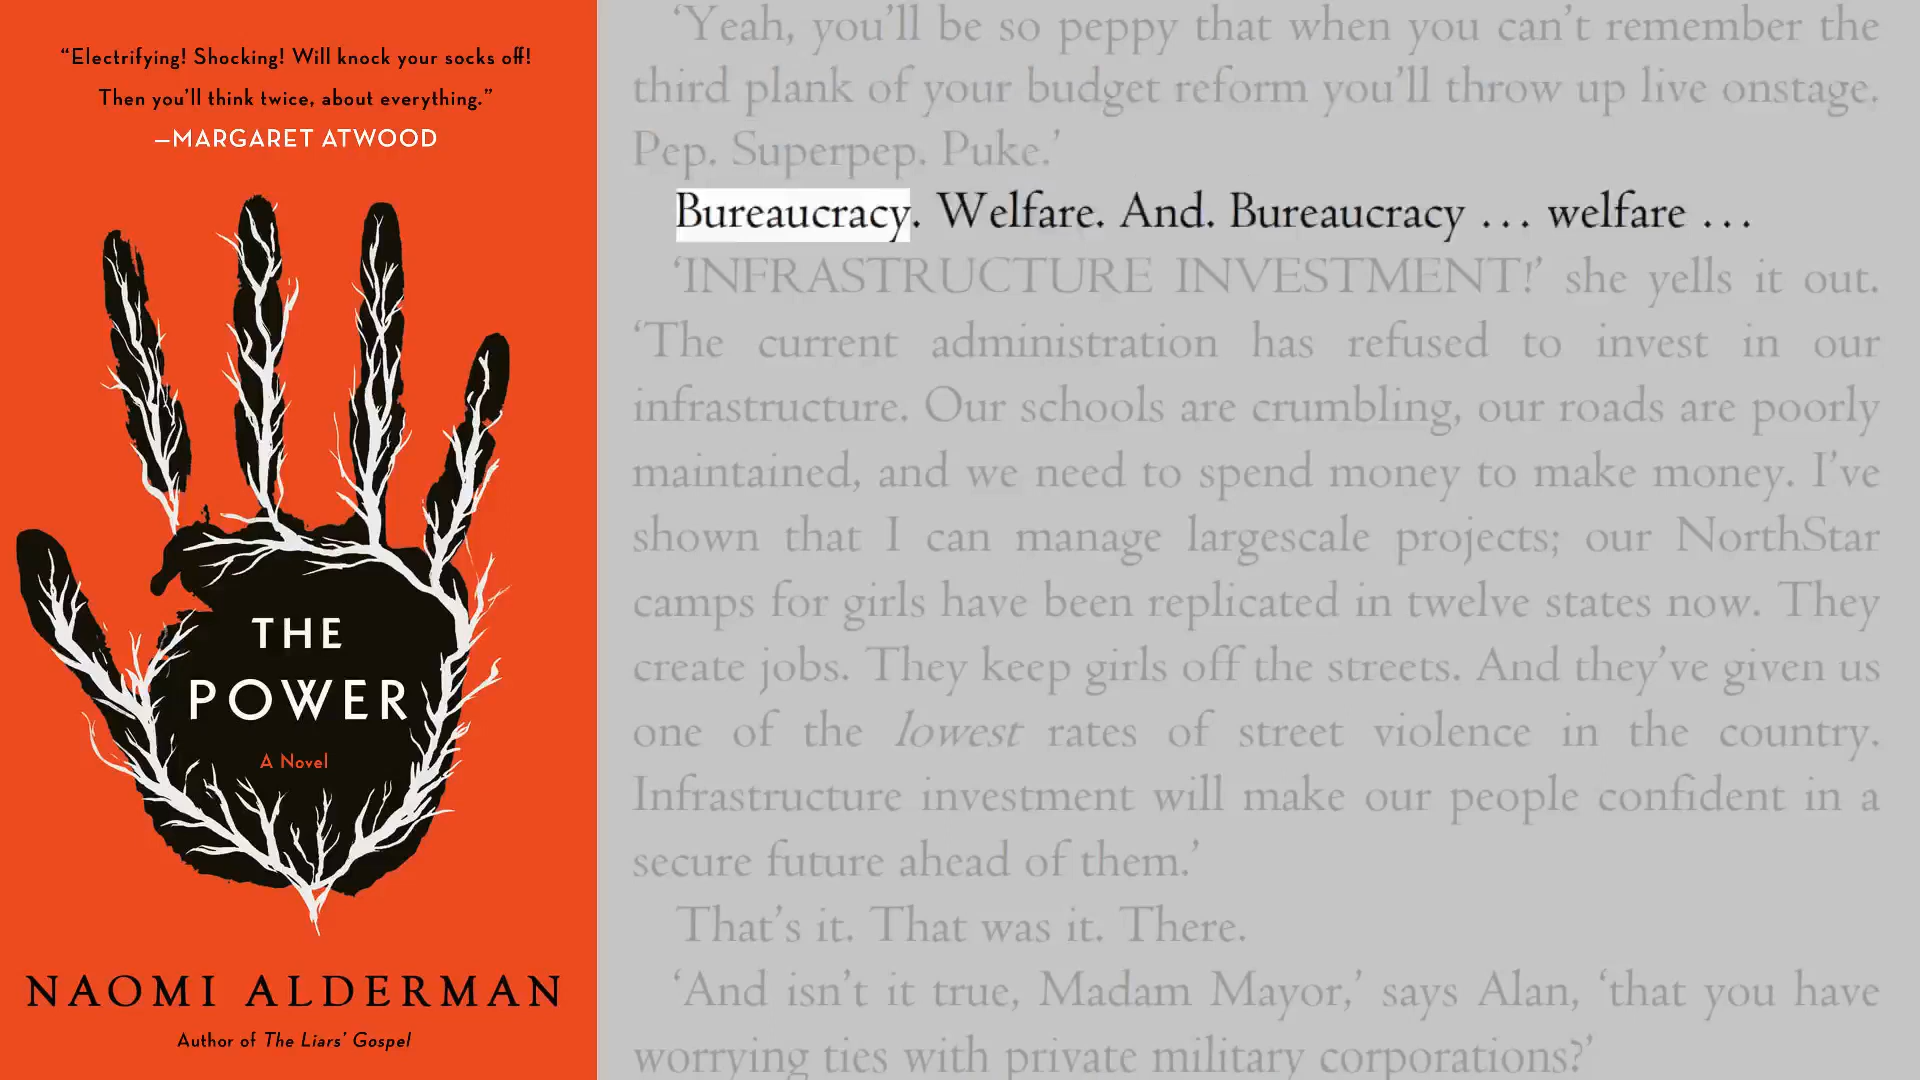 “Electrifying! Shocking! Will knock your socks off!
Then you’ll think twice, about everything.”
—MARGARET ATWOOD
THE
POWER
A Novel
NAOMI ALDERMAN
Author of The Liars’ Gospel
‘Yeah, you’ll be so peppy that when you can’t remember the
third plank of your budget reform you’ll throw up live onstage.
Pep. Superpep. Puke.’
Bureaucracy. Welfare. And. Bureaucracy … welfare …
‘INFRASTRUCTURE INVESTMENT!’ she yells it out.
‘The current administration has refused to invest in our
infrastructure. Our schools are crumbling, our roads are poorly
maintained, and we need to spend money to make money. I’ve
shown that I can manage largescale projects; our NorthStar
camps for girls have been replicated in twelve states now. They
create jobs. They keep girls off the streets. And they’ve given us
one of the lowest rates of street violence in the country.
Infrastructure investment will make our people confident in a
secure future ahead of them.’
That’s it. That was it. There.
‘And isn’t it true, Madam Mayor,’ says Alan, ‘that you have
worrying ties with private military corporations?’